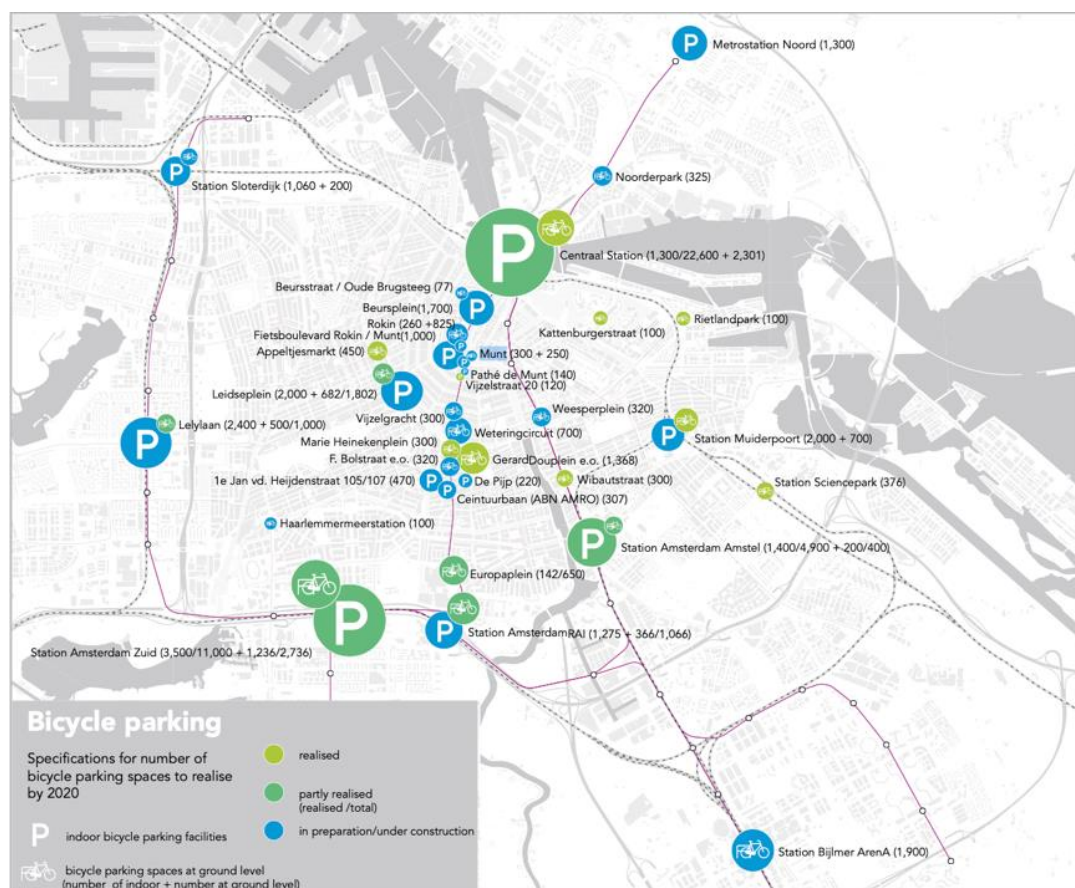 Metrostation Noord (1,300)
Noorderpark (325)
Station Sloterdijk (1,060 + 200)
Centraal Station (1,300/22,600 + 2,301)
Beursstraat / Oude Brugsteeg (77)
Beursplein(1,700)
Rokin (260 +825)
Fietsboulevard Rokin / Munt(1,000)
Appeltjesmarkt (450)
Kattenburgerstraat (100)
Rietlandpark (100)
Munt (300 + 250)
Pathé de Munt (140)
Vijzelstraat 20 (120)
Leidseplein (2,000 + 682/1,802)
Vijzelgracht (300)
Weesperplein (320)
Lelylaan (2,400 + 500/1,000)
Weteringcircuit (700)
Station Muiderpoort (2,000 + 700)
Marie Heinekenplein (300)
F. Bolstraat e.o. (320)
GerardDouplein e.o. (1,368)
1e Jan vd. Heijdenstraat 105/107 (470)
De Pijp (220)
Wibautstraat (300)
Station Sciencepark (376)
Ceintuurbaan (ABN AMRO) (307)
Haarlemmermeerstation (100)
Station Amsterdam Amstel (1,400/4,900 + 200/400)
Europaplein (142/650)
Station AmsterdamRAI (1,275 + 366/1,066)
Station Amsterdam Zuid (3,500/11,000 + 1,236/2,736)
Station Bijlmer ArenA (1,900)
Bicycle parking
Specifications for number of
bicycle parking spaces to realise
by 2020
P indoor bicycle parking facilities
bicycle parking spaces at ground level
(number of indoor + number at ground level)
realised
partly realised
(realised /total)
in preparation/under construction